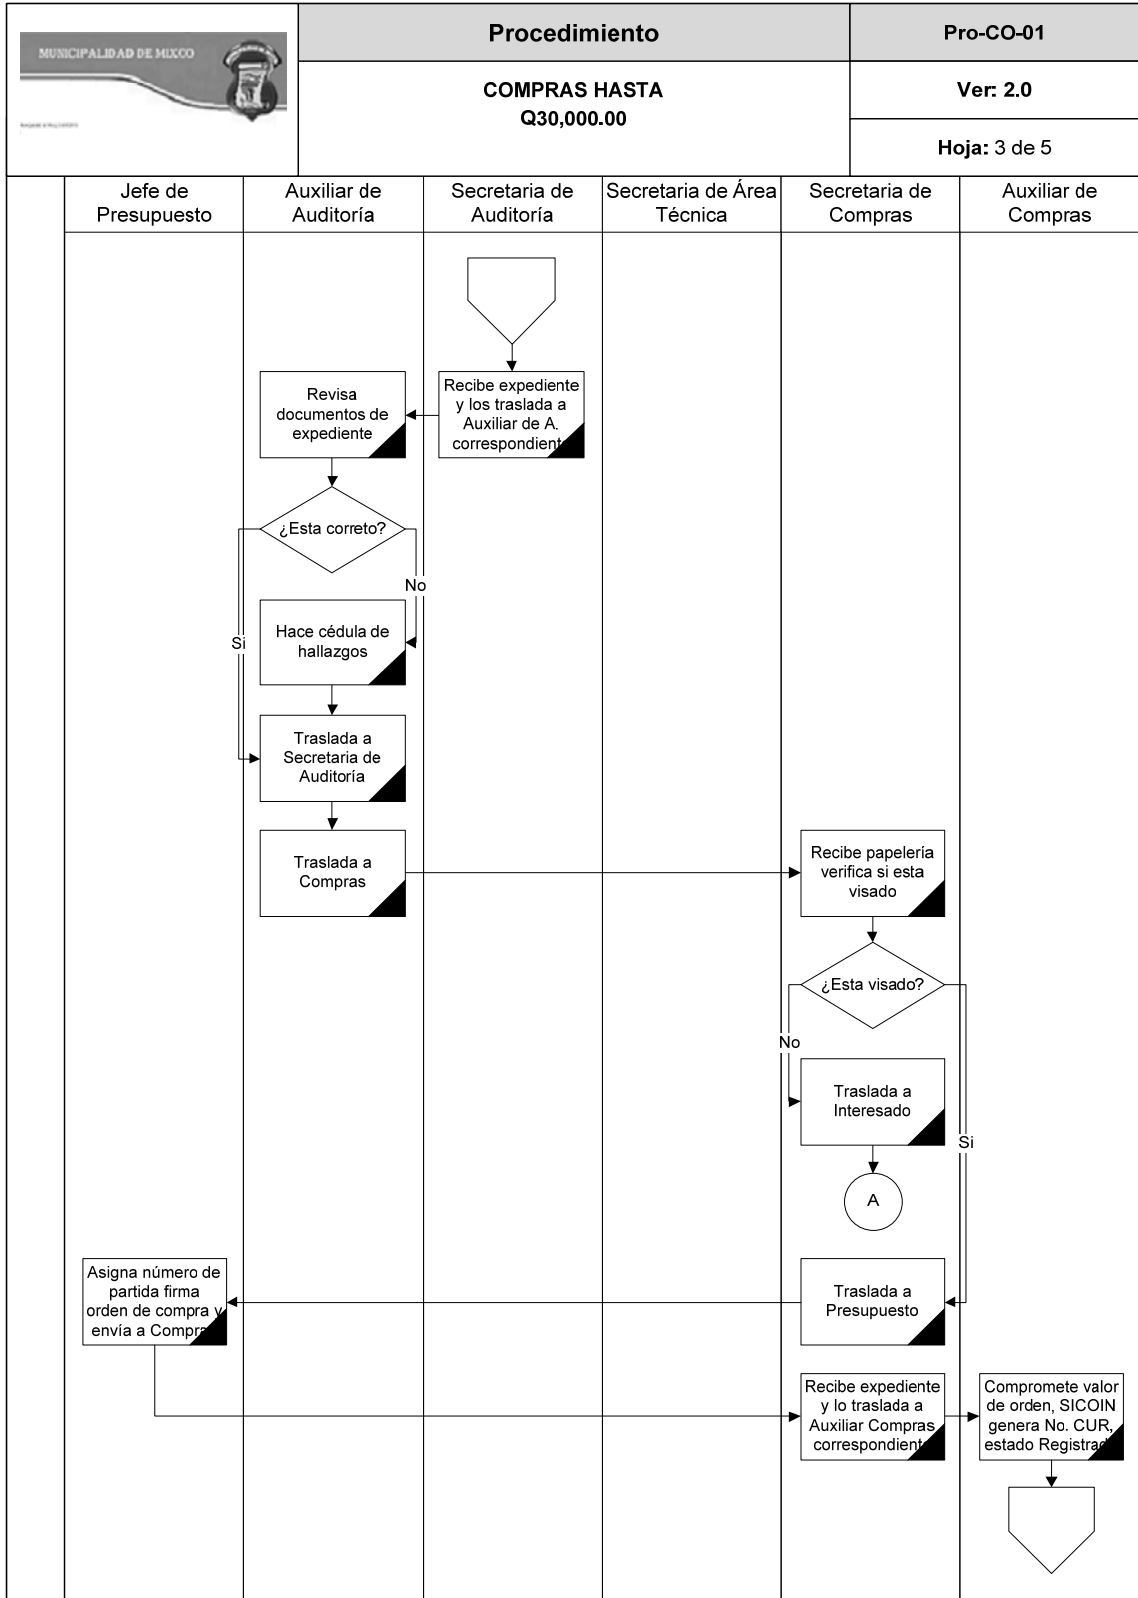 MUNICIPALIDAD DE MIXCO
Procedimiento
Pro-CO-01
COMPRAS HASTA
Q30,000.00
Ver: 2.0
Hoja: 3 de 5
Jefe de
Presupuesto
Auxiliar de
Auditoría
Secretaria de
Auditoría
Secretaria de Área
Técnica
Secretaria de
Compras
Auxiliar de
Compras
Recibe expediente
y los traslada a
Auxiliar de A.
correspondiente
Revisa
documentos de
expediente
¿Esta correto?
No
Si
Hace cédula de
hallazgos
Traslada a
Secretaria de
Auditoría
Traslada a
Compras
Recibe papelería
verifica si esta
visado
¿Esta visado?
No
Si
Traslada a
Interesado
A
Traslada a
Presupuesto
Asigna número de
partida firma
orden de compra y
envía a Compra
Recibe expediente
y lo traslada a
Auxiliar Compras
correspondient
Compromete valor
de orden, SICOIN
genera No. CUR,
estado Registrad